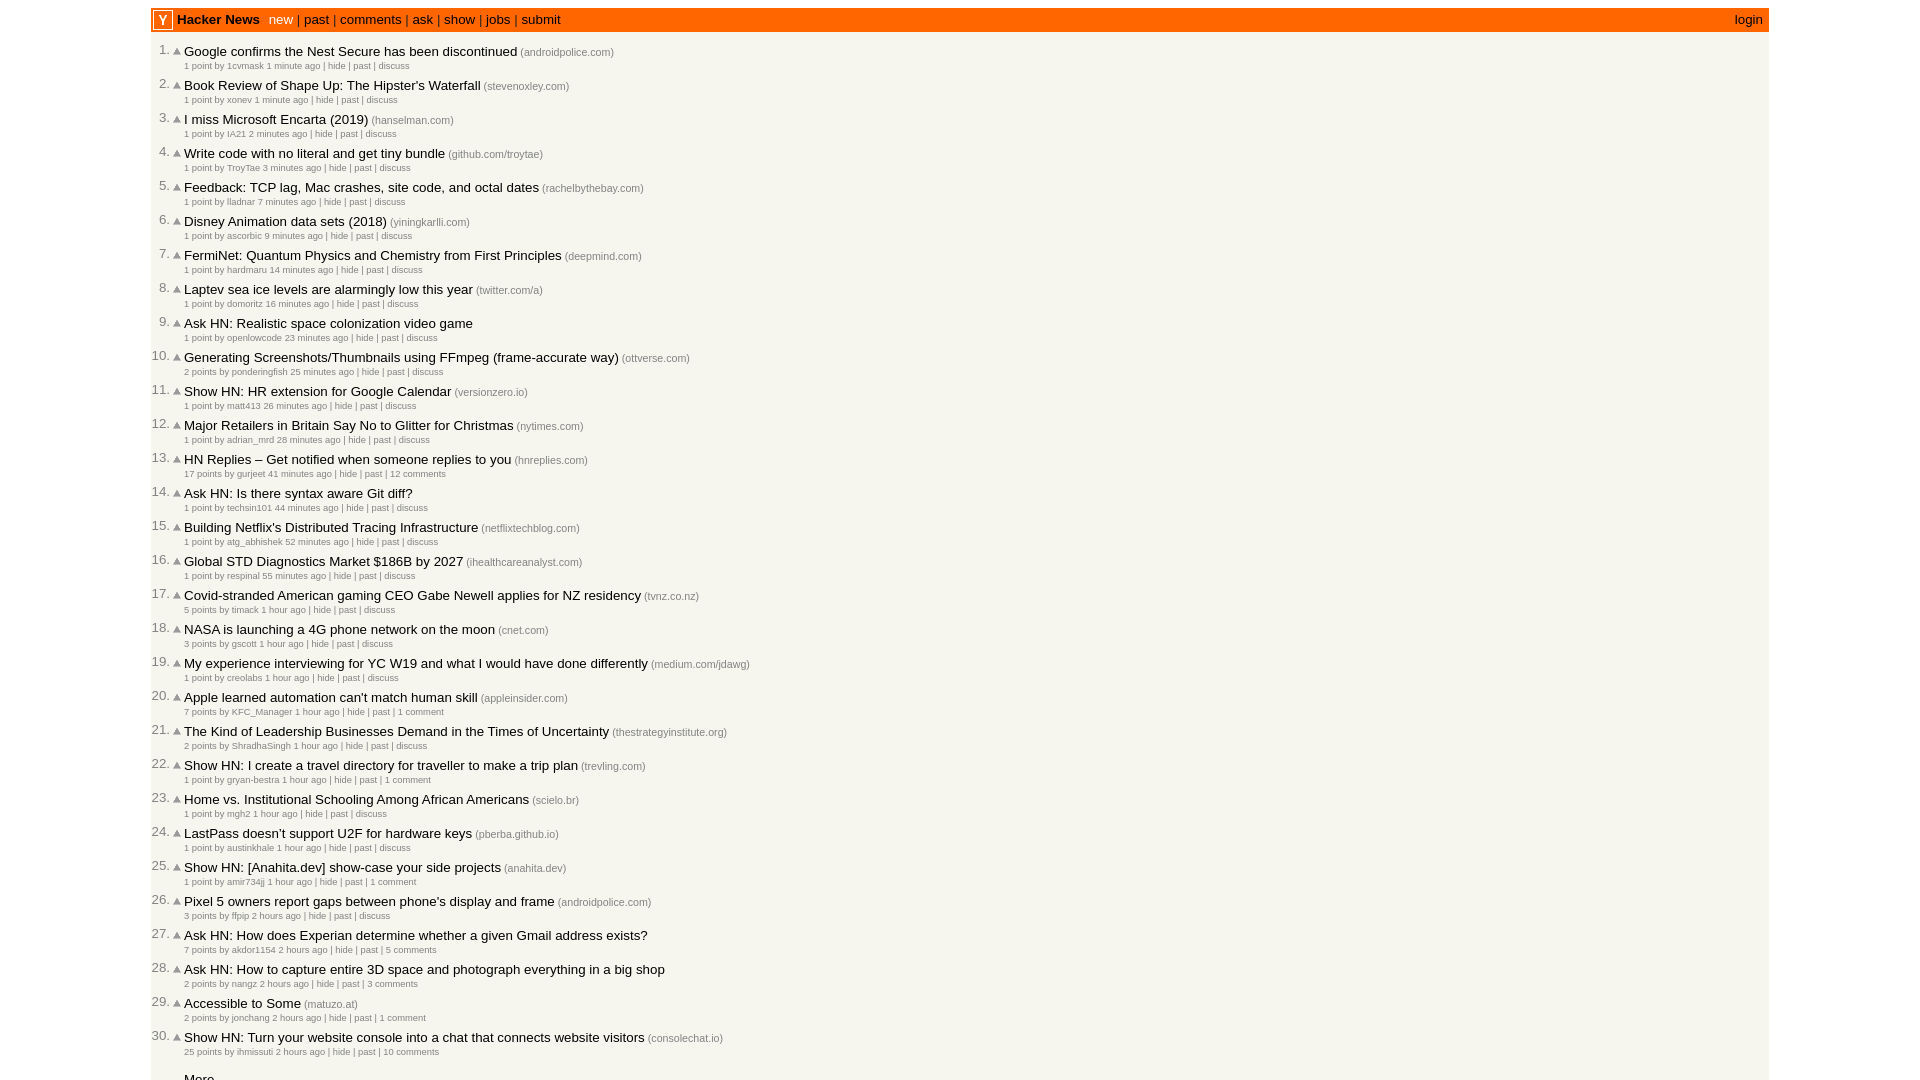 Y Hacker News new | past | comments | ask | show | jobs | submit login
1. Google confirms the Nest Secure has been discontinued (androidpolice.com)
1 point by 1cvmask 1 minute ago | hide | past | discuss
2. Book Review of Shape Up: The Hipster's Waterfall (stevenoxley.com)
1 point by xonev 1 minute ago | hide | past | discuss
3. I miss Microsoft Encarta (2019) (hanselman.com)
1 point by IA21 2 minutes ago | hide | past | discuss
4. Write code with no literal and get tiny bundle (github.com/troytae)
1 point by TroyTae 3 minutes ago | hide | past | discuss
5. Feedback: TCP lag, Mac crashes, site code, and octal dates (rachelbythebay.com)
1 point by lladnar 7 minutes ago | hide | past | discuss
6. Disney Animation data sets (2018) (yiningkarlli.com)
1 point by ascorbic 9 minutes ago | hide | past | discuss
7. FermiNet: Quantum Physics and Chemistry from First Principles (deepmind.com)
1 point by hardmaru 14 minutes ago | hide | past | discuss
8. Laptev sea ice levels are alarmingly low this year (twitter.com/a)
1 point by domoritz 16 minutes ago | hide | past | discuss
9. Ask HN: Realistic space colonization video game
1 point by openlowcode 23 minutes ago | hide | past | discuss
10. Generating Screenshots/Thumbnails using FFmpeg (frame-accurate way) (ottverse.com)
2 points by ponderingfish 25 minutes ago | hide | past | discuss
11. Show HN: HR extension for Google Calendar (versionzero.io)
1 point by matt413 26 minutes ago | hide | past | discuss
12. Major Retailers in Britain Say No to Glitter for Christmas (nytimes.com)
1 point by adrian_mrd 28 minutes ago | hide | past | discuss
13. HN Replies – Get notified when someone replies to you (hnreplies.com)
17 points by gurjeet 41 minutes ago | hide | past | 12 comments
14. Ask HN: Is there syntax aware Git diff?
1 point by techsin101 44 minutes ago | hide | past | discuss
15. Building Netflix's Distributed Tracing Infrastructure (netflixtechblog.com)
1 point by atg_abhishek 52 minutes ago | hide | past | discuss
16. Global STD Diagnostics Market $186B by 2027 (ihealthcareanalyst.com)
1 point by respinal 55 minutes ago | hide | past | discuss
17. Covid-stranded American gaming CEO Gabe Newell applies for NZ residency (tvnz.co.nz)
5 points by timack 1 hour ago | hide | past | discuss
18. NASA is launching a 4G phone network on the moon (cnet.com)
3 points by gscott 1 hour ago | hide | past | discuss
19. My experience interviewing for YC W19 and what I would have done differently (medium.com/jdawg)
1 point by creolabs 1 hour ago | hide | past | discuss
20. Apple learned automation can't match human skill (appleinsider.com)
7 points by KFC_Manager 1 hour ago | hide | past | 1 comment
21. The Kind of Leadership Businesses Demand in the Times of Uncertainty (thestrategyinstitute.org)
2 points by ShradhaSingh 1 hour ago | hide | past | discuss
22. Show HN: I create a travel directory for traveller to make a trip plan (trevling.com)
1 point by gryan-bestra 1 hour ago | hide | past | 1 comment
23. Home vs. Institutional Schooling Among African Americans (scielo.br)
1 point by mgh2 1 hour ago | hide | past | discuss
24. LastPass doesn't support U2F for hardware keys (pberba.github.io)
1 point by austinkhale 1 hour ago | hide | past | discuss
25. Show HN: [Anahita.dev] show-case your side projects (anahita.dev)
1 point by amir734jj 1 hour ago | hide | past | 1 comment
26. Pixel 5 owners report gaps between phone's display and frame (androidpolice.com)
3 points by ffpip 2 hours ago | hide | past | discuss
27. Ask HN: How does Experian determine whether a given Gmail address exists?
7 points by akdor1154 2 hours ago | hide | past | 5 comments
28. Ask HN: How to capture entire 3D space and photograph everything in a big shop
2 points by nangz 2 hours ago | hide | past | 3 comments
29. Accessible to Some (matuzo.at)
2 points by jonchang 2 hours ago | hide | past | 1 comment
30. Show HN: Turn your website console into a chat that connects website visitors (consolechat.io)
25 points by ihmissuti 2 hours ago | hide | past | 10 comments
More